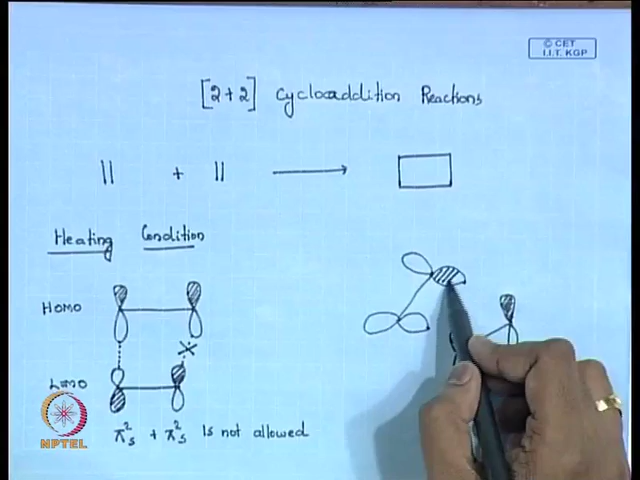 © CET
I.I.T. KGP
[2+2] Cycloaddition Reactions
|| + || →
Heating Condition
Homo
Lumo
π²s + π²s Is not allowed
NPTEL